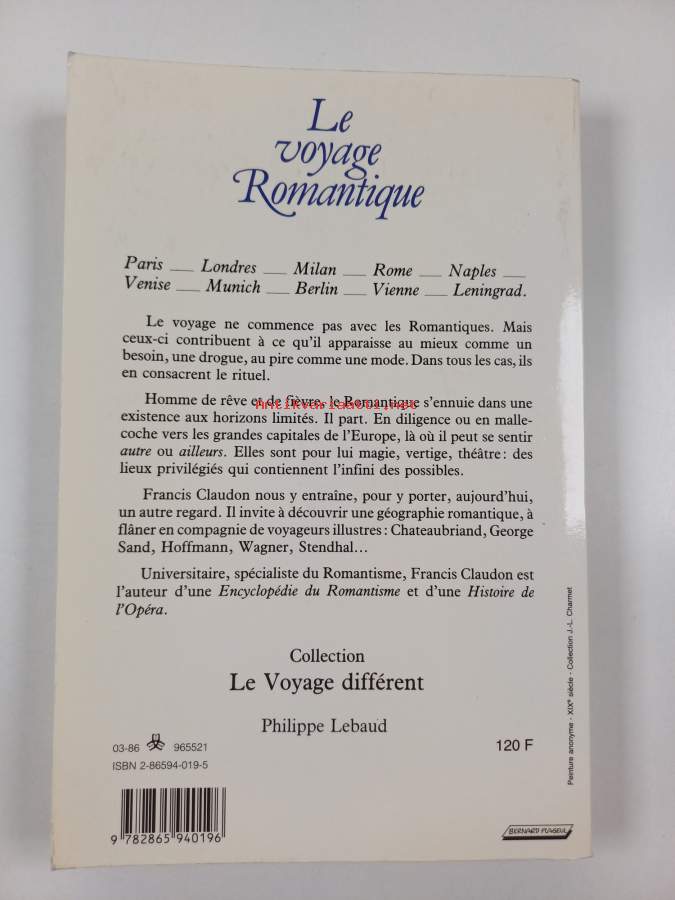 Le
voyage
Romantique
Paris — Londres — Milan — Rome — Naples —
Venise — Munich — Berlin — Vienne — Leningrad.
Le voyage ne commence pas avec les Romantiques. Mais
ceux-ci contribuent à ce qu'il apparaisse au mieux comme un
besoin, une drogue, au pire comme une mode. Dans tous les cas, ils
en consacrent le rituel.
Homme de rêve et de fièvre, le Romantique s'ennuie dans une
existence aux horizons limités. Il part. En diligence ou en malle-
coche vers les grandes capitales de l'Europe, là où il peut se sentir
autre ou ailleurs. Elles sont pour lui magie, vertige, théâtre : des
lieux privilégiés qui contiennent l'infini des possibles.
Francis Claudon nous y entraîne, pour y porter, aujourd'hui,
un autre regard. Il invite à découvrir une géographie romantique, à
flâner en compagnie de voyageurs illustres : Chateaubriand, George
Sand, Hoffmann, Wagner, Stendhal...
Universitaire, spécialiste du Romantisme, Francis Claudon est
l'auteur d'une Encyclopédie du Romantisme et d'une Histoire de
l'Opéra.
Collection
Le Voyage différent
Philippe Lebaud
03-86 965521
120 F
ISBN 2-86594-019-5
9 782865 940196
BERNARD PLAGEUL
Peinture anonyme - XIXe siècle - Collection J.-L. Charmet
Antikvariaatti.net